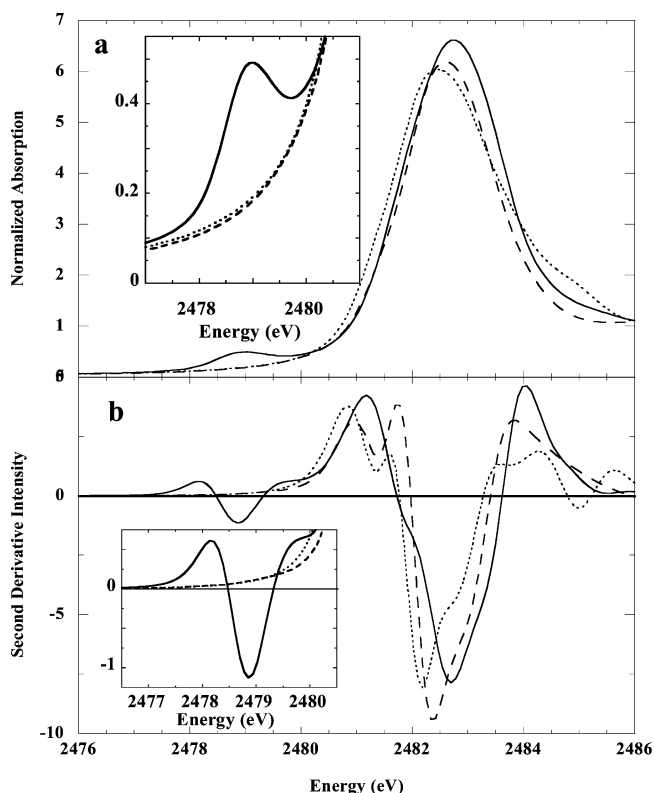 7
6
5
4
3
2
1
0
a
Normalized Absorption
0.4
0.2
0
2478 2480
Energy (eV)
b
Second Derivative Intensity
0
-5
-10
0
-1
2477 2478 2479 2480
Energy (eV)
2476 2478 2480 2482 2484 2486
Energy (eV)